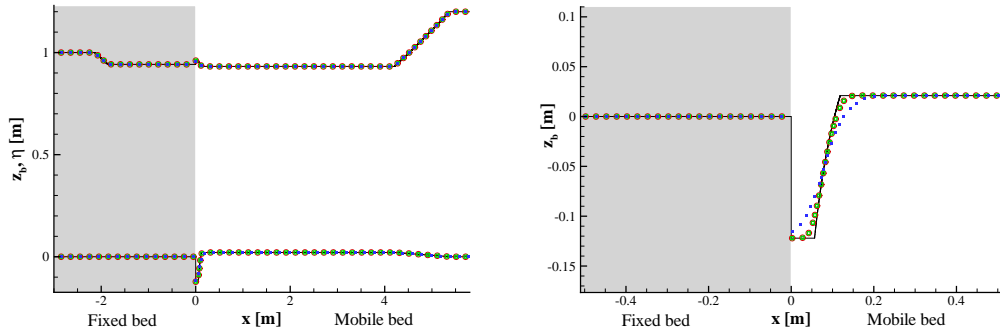 z_b, η [m]
1
0.5
0
-2
0
2
4
Fixed bed
x [m]
Mobile bed
z_b [m]
0.1
0.05
0
-0.05
-0.1
-0.15
-0.4
-0.2
0
0.2
0.4
Fixed bed
x [m]
Mobile bed